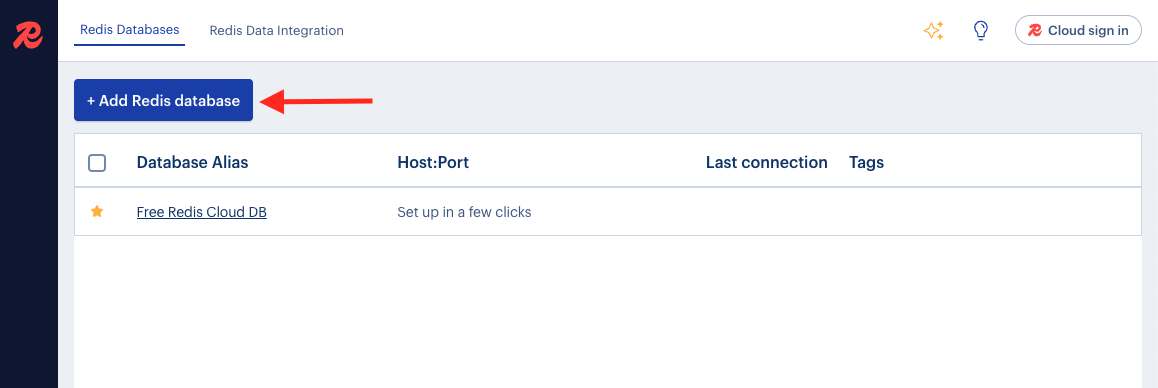 Redis Databases
Redis Data Integration
Cloud sign in
+ Add Redis database
Database Alias
Host:Port
Last connection
Tags
Free Redis Cloud DB
Set up in a few clicks